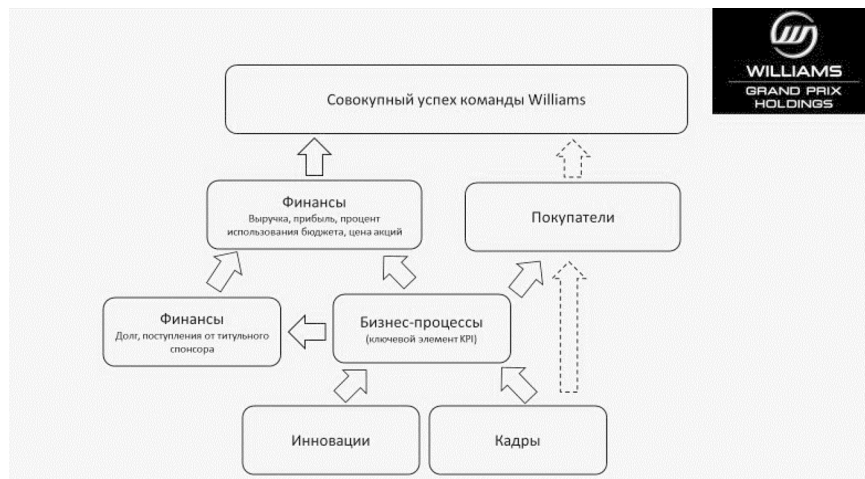 WILLIAMS
GRAND PRIX
HOLDINGS
Совокупный успех команды Williams
Финансы
Выручка, прибыль, процент
использования бюджета, цена акций
Покупатели
Финансы
Долг, поступления от титульного
спонсора
Бизнес-процессы
(ключевой элемент KPI)
Инновации
Кадры